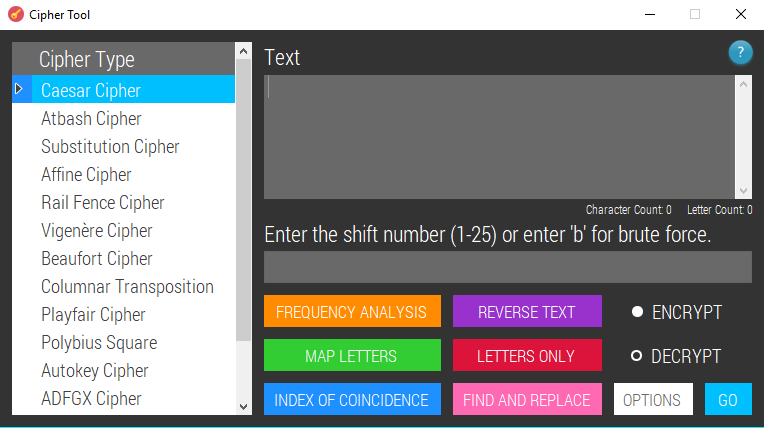 Cipher Tool
Cipher Type
Caesar Cipher
Atbash Cipher
Substitution Cipher
Affine Cipher
Rail Fence Cipher
Vigenère Cipher
Beaufort Cipher
Columnar Transposition
Playfair Cipher
Polybius Square
Autokey Cipher
ADFGX Cipher
Text
?
Character Count: 0 Letter Count: 0
Enter the shift number (1-25) or enter 'b' for brute force.
FREQUENCY ANALYSIS REVERSE TEXT ENCRYPT
MAP LETTERS LETTERS ONLY DECRYPT
INDEX OF COINCIDENCE FIND AND REPLACE OPTIONS GO